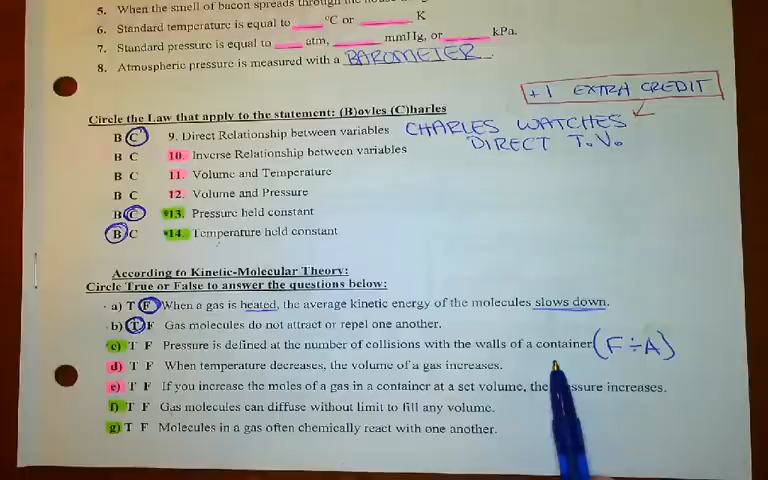 5. When the smell of bacon spreads through the house
6. Standard temperature is equal to ____ °C or ____ K
7. Standard pressure is equal to ____ atm, ____ mmHg, or ____ kPa.
8. Atmospheric pressure is measured with a BAROMETER.
+1 EXTRA CREDIT
Circle the Law that apply to the statement: (B)oyles (C)harles
B C 9. Direct Relationship between variables CHARLES WATCHES
DIRECT T.V.
B C 10. Inverse Relationship between variables
B C 11. Volume and Temperature
B C 12. Volume and Pressure
B C *13. Pressure held constant
B C *14. Temperature held constant
According to Kinetic-Molecular Theory:
Circle True or False to answer the questions below:
a) T F When a gas is heated, the average kinetic energy of the molecules slows down.
b) T F Gas molecules do not attract or repel one another.
c) T F Pressure is defined at the number of collisions with the walls of a container (F ÷ A)
d) T F When temperature decreases, the volume of a gas increases.
e) T F If you increase the moles of a gas in a container at a set volume, the increases.
f) T F Gas molecules can diffuse without limit to fill any volume.
g) T F Molecules in a gas often chemically react with one another.